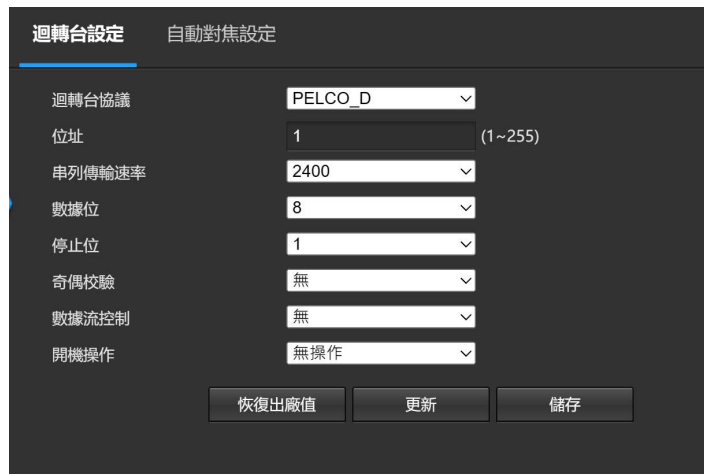 迴轉台設定 自動對焦設定
迴轉台協議 PELCO_D
位址 1 (1~255)
串列傳輸速率 2400
數據位 8
停止位 1
奇偶校驗 無
數據流控制 無
開機操作 無操作
恢復出廠值 更新 儲存